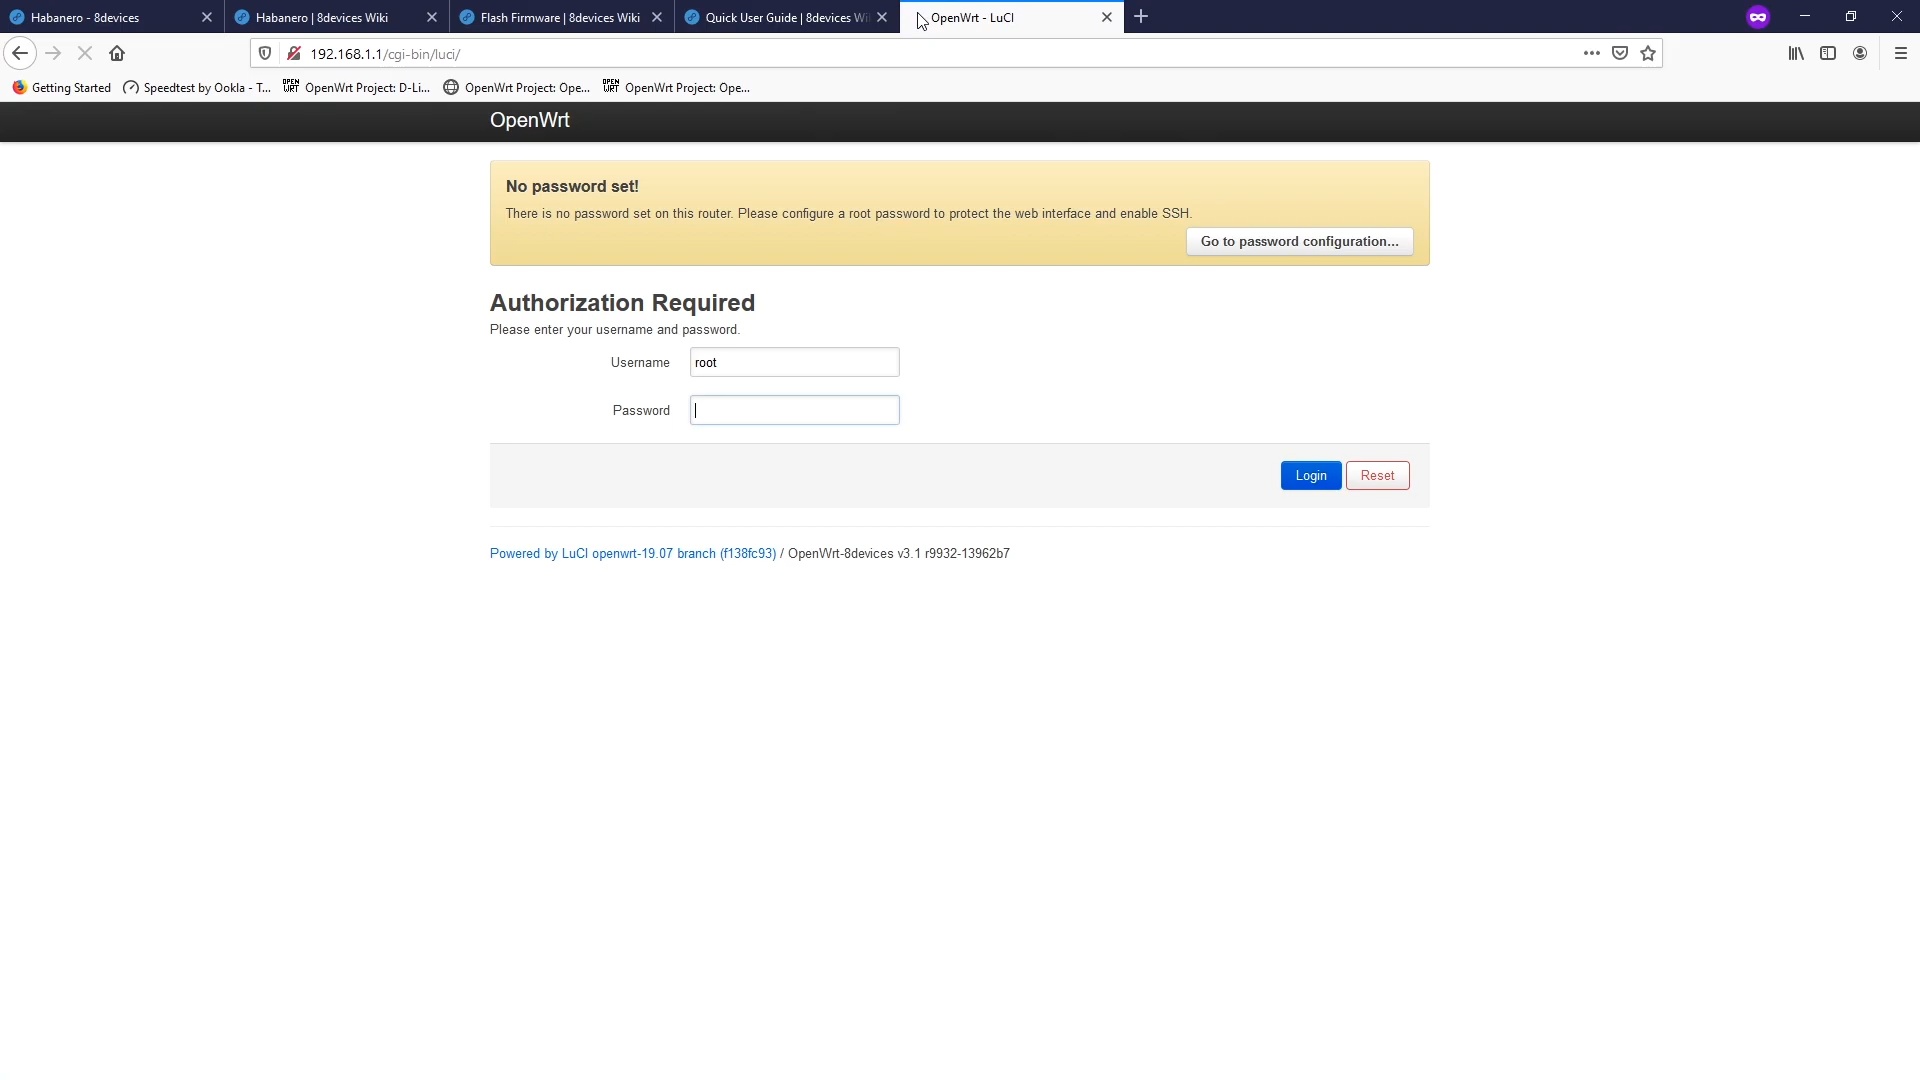 Habanero - 8devices
Habanero | 8devices Wiki
Flash Firmware | 8devices Wiki
Quick User Guide | 8devices Wi
OpenWrt - LuCI
192.168.1.1/cgi-bin/luci/
Getting Started
Speedtest by Ookla - T...
OPEN WRT
OpenWrt Project: D-Li...
OpenWrt Project: Ope...
OPEN WRT
OpenWrt Project: Ope...
OpenWrt
No password set!
There is no password set on this router. Please configure a root password to protect the web interface and enable SSH.
Go to password configuration...
Authorization Required
Please enter your username and password.
Username root
Password
Login Reset
Powered by LuCI openwrt-19.07 branch (f138fc93) / OpenWrt-8devices v3.1 r9932-13962b7